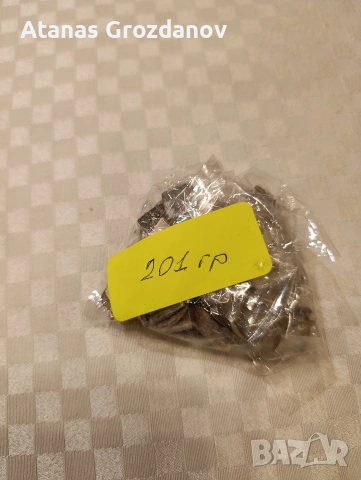 Atanas Grozdanov
201 гр
BAZAR